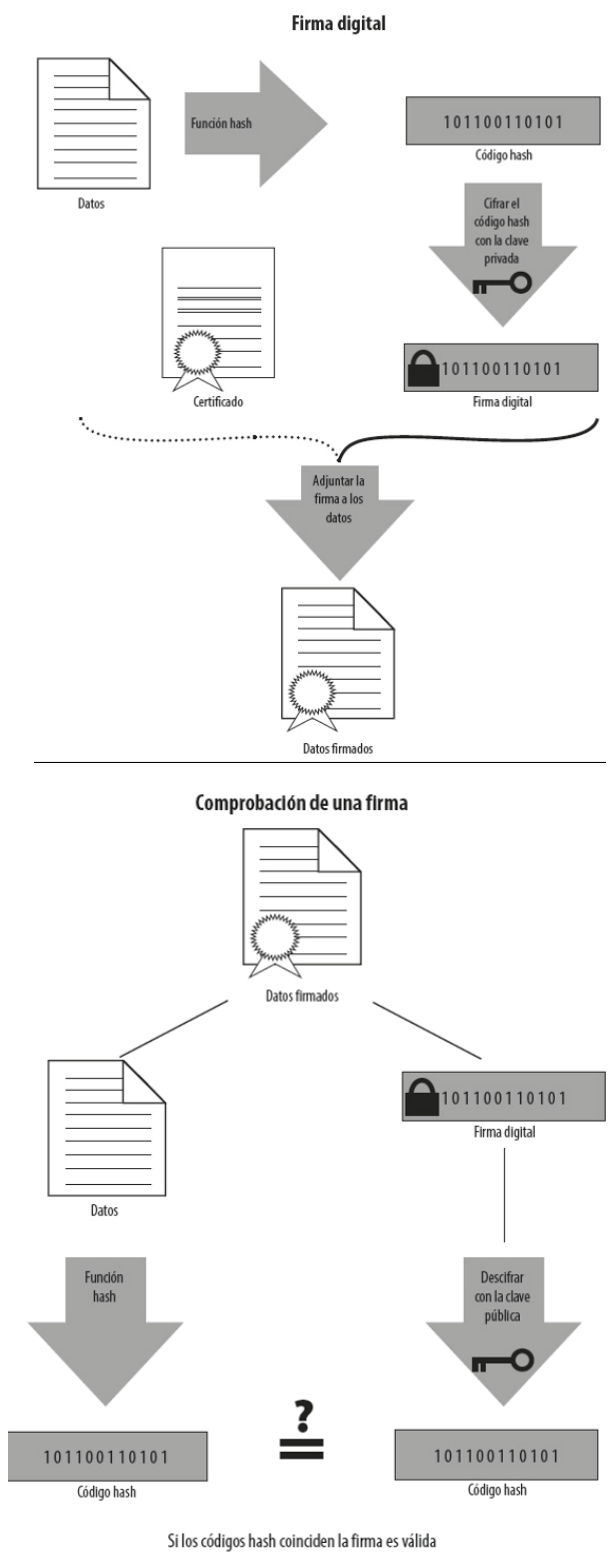 Firma digital
Función hash
101100110101
Código hash
Datos
Cifrar el
código hash
con la clave
privada
Certificado
101100110101
Firma digital
Adjuntar la
firma a los
datos
Datos firmados
Comprobación de una firma
Datos firmados
101100110101
Firma digital
Datos
Función
hash
Descifrar
con la clave
pública
?
=
101100110101
Código hash
101100110101
Código hash
Si los códigos hash coinciden la firma es válida